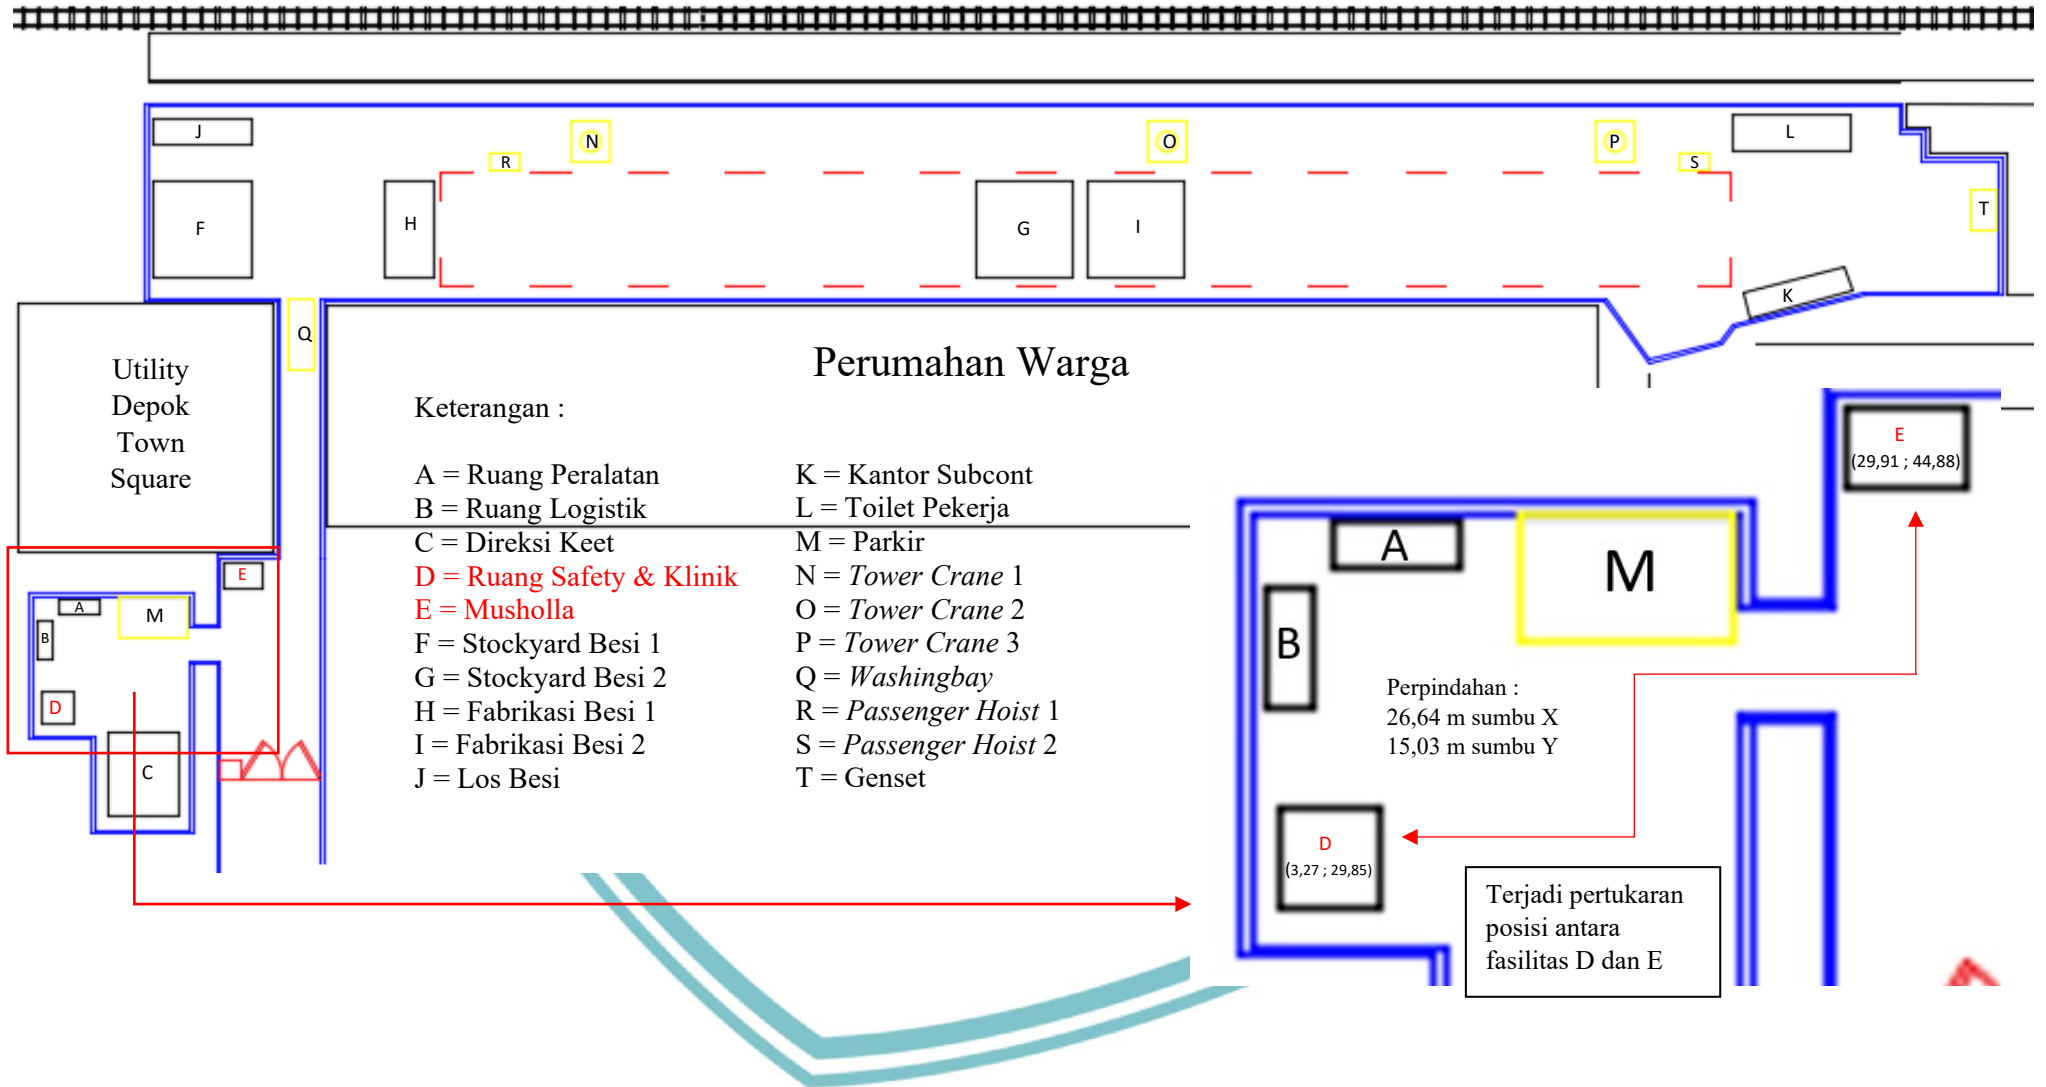 J
N
O
P
L
R
S
F
H
G
I
T
K
Q
Utility
Depok
Town
Square
Perumahan Warga
Keterangan :
A = Ruang Peralatan
B = Ruang Logistik
C = Direksi Keet
D = Ruang Safety & Klinik
E = Musholla
F = Stockyard Besi 1
G = Stockyard Besi 2
H = Fabrikasi Besi 1
I = Fabrikasi Besi 2
J = Los Besi
K = Kantor Subcont
L = Toilet Pekerja
M = Parkir
N = Tower Crane 1
O = Tower Crane 2
P = Tower Crane 3
Q = Washingbay
R = Passenger Hoist 1
S = Passenger Hoist 2
T = Genset
E
A
M
B
D
C
E
(29,91 ; 44,88)
A
M
B
Perpindahan :
26,64 m sumbu X
15,03 m sumbu Y
D
(3,27 ; 29,85)
Terjadi pertukaran
posisi antara
fasilitas D dan E